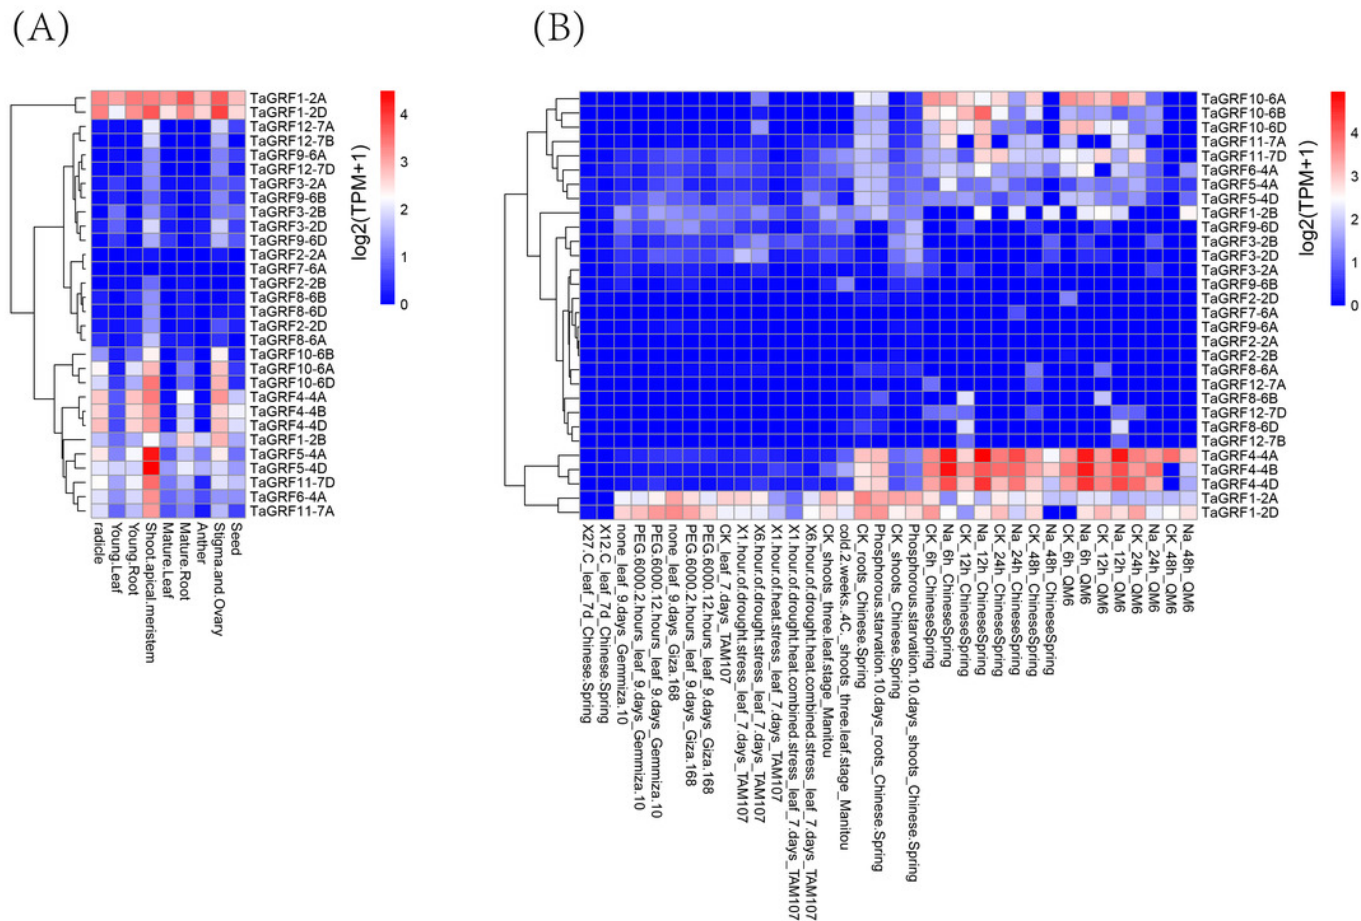 (A)
TaGRF1-2A
TaGRF1-2D
TaGRF12-7A
TaGRF12-7B
TaGRF9-6A
TaGRF12-7D
TaGRF3-2A
TaGRF9-6B
TaGRF3-2B
TaGRF3-2D
TaGRF9-6D
TaGRF2-2A
TaGRF7-6A
TaGRF2-2B
TaGRF8-6B
TaGRF8-6D
TaGRF2-2D
TaGRF8-6A
TaGRF10-6B
TaGRF10-6A
TaGRF10-6D
TaGRF4-4A
TaGRF4-4B
TaGRF4-4D
TaGRF1-2B
TaGRF5-4A
TaGRF5-4D
TaGRF11-7D
TaGRF6-4A
TaGRF11-7A
radicle
Young.Leaf
Young.Root
Shoot.apical.meristem
Mature.Leaf
Mature.Root
Anther
Stigma.and.Ovary
Seed
log2(TPM+1)
4
3
2
1
0
(B)
TaGRF10-6A
TaGRF10-6B
TaGRF10-6D
TaGRF11-7A
TaGRF11-7D
TaGRF6-4A
TaGRF5-4A
TaGRF5-4D
TaGRF1-2B
TaGRF9-6D
TaGRF3-2B
TaGRF3-2D
TaGRF3-2A
TaGRF9-6B
TaGRF2-2D
TaGRF7-6A
TaGRF9-6A
TaGRF2-2A
TaGRF2-2B
TaGRF8-6A
TaGRF12-7A
TaGRF8-6B
TaGRF12-7D
TaGRF8-6D
TaGRF12-7B
TaGRF4-4A
TaGRF4-4B
TaGRF4-4D
TaGRF1-2A
TaGRF1-2D
X27.C_leaf_7d_Chinese.Spring
X12.C_leaf_7d_Chinese.Spring
none_leaf_9.days_Gemmiza.10
PEG.6000.2.hours_leaf_9.days_Gemmiza.10
PEG.6000.12.hours_leaf_9.days_Gemmiza.10
none_leaf_9.days_Giza.168
PEG.6000.2.hours_leaf_9.days_Giza.168
PEG.6000.12.hours_leaf_9.days_Giza.168
CK_leaf_7.days_TAM107
X1.hour.of.drought.stress_leaf_7.days_TAM107
X6.hour.of.drought.stress_leaf_7.days_TAM107
X1.hour.of.heat.stress_leaf_7.days_TAM107
X1.hour.of.drought.heat.combined.stress_leaf_7.days_TAM107
X6.hour.of.drought.heat.combined.stress_leaf_7.days_TAM107
CK_shoots_three.leaf.stage_Manitou
cold.2.weeks..4C._shoots_three.leaf.stage_Manitou
CK_roots_Chinese.Spring
Phosphorous.starvation.10.days_roots_Chinese.Spring
CK_shoots_Chinese.Spring
Phosphorous.starvation.10.days_shoots_Chinese.Spring
CK_6h_ChineseSpring
Na_6h_ChineseSpring
CK_12h_ChineseSpring
Na_12h_ChineseSpring
CK_24h_ChineseSpring
Na_24h_ChineseSpring
CK_48h_ChineseSpring
Na_48h_ChineseSpring
CK_6h_QM6
Na_6h_QM6
CK_12h_QM6
Na_12h_QM6
CK_24h_QM6
Na_24h_QM6
CK_48h_QM6
Na_48h_QM6
log2(TPM+1)
4
3
2
1
0